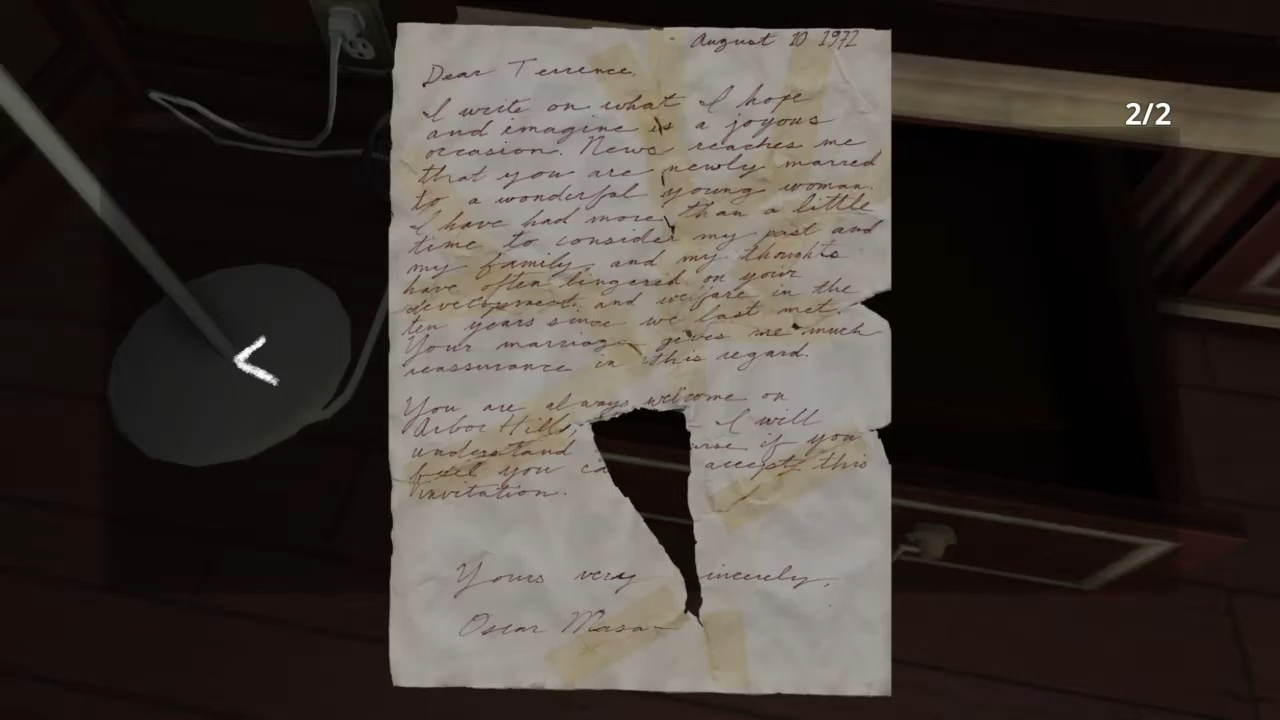 2/2
August 10 1972
Dear Terrence,
I write on what I hope
and imagine is a joyous
occasion. News reaches me
that you are newly married
to a wonderful young woman.
I have had more than a little
time to consider my past and
my family, and my thoughts
have often lingered on your
development and welfare in the
ten years since we last met.
Your marriage gives me much
reassurance in this regard.
You are always welcome on
Arbor Hill, I will
understand if you
feel you accept this
invitation.
Yours very incerely,
Oscar Masan